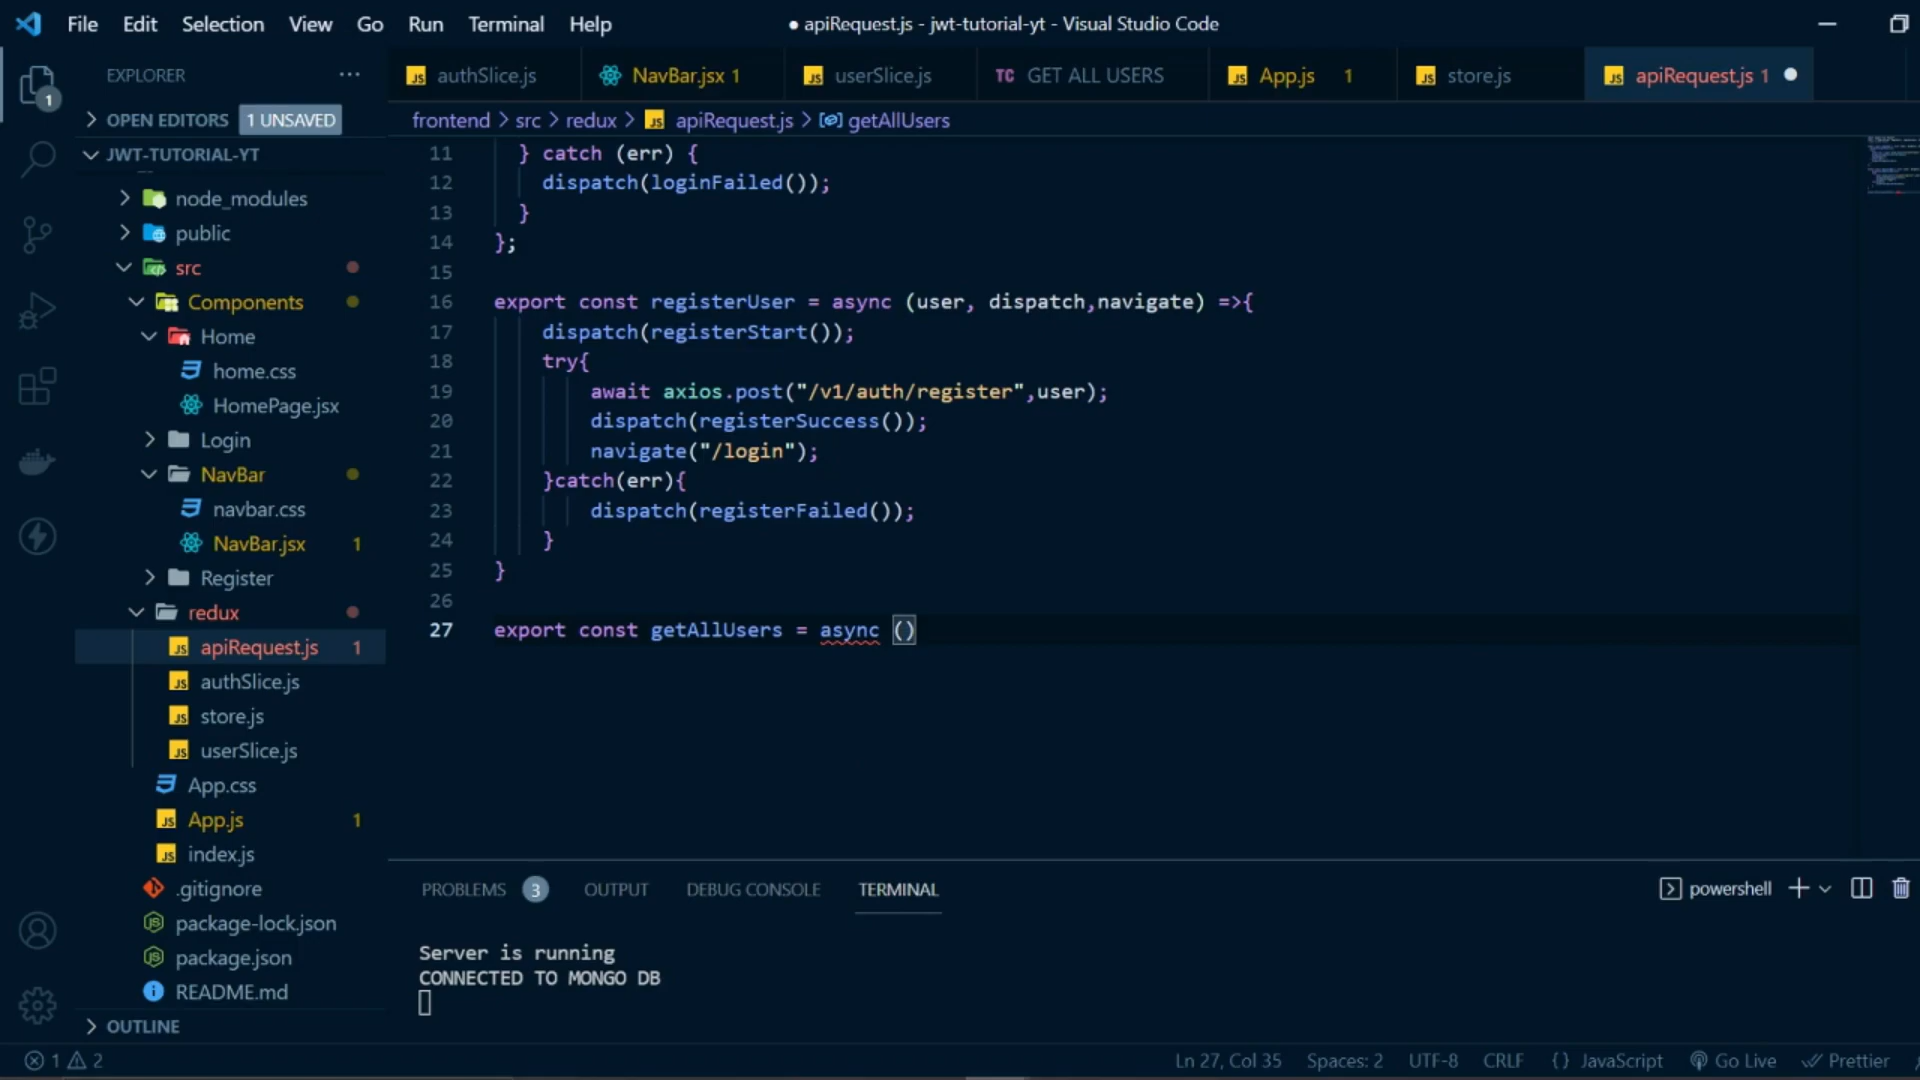 File Edit Selection View Go Run Terminal Help
● apiRequest.js - jwt-tutorial-yt - Visual Studio Code
EXPLORER ...
authSlice.js
NavBar.jsx 1
userSlice.js
TC GET ALL USERS
App.js 1
store.js
apiRequest.js 1 ●
OPEN EDITORS 1 UNSAVED
frontend > src > redux > apiRequest.js > getAllUsers
JWT-TUTORIAL-YT
node_modules
public
src
Components
Home
home.css
HomePage.jsx
Login
NavBar
navbar.css
NavBar.jsx 1
Register
redux
apiRequest.js 1
authSlice.js
store.js
userSlice.js
App.css
App.js 1
index.js
.gitignore
package-lock.json
package.json
README.md
OUTLINE
1
11 } catch (err) {
12 dispatch(loginFailed());
13 }
14 };
15
16 export const registerUser = async (user, dispatch,navigate) =>{
17 dispatch(registerStart());
18 try{
19 await axios.post("/v1/auth/register",user);
20 dispatch(registerSuccess());
21 navigate("/login");
22 }catch(err){
23 dispatch(registerFailed());
24 }
25 }
26
27 export const getAllUsers = async ()
PROBLEMS 3 OUTPUT DEBUG CONSOLE TERMINAL
powershell
Server is running
CONNECTED TO MONGO DB
1 2
Ln 27, Col 35 Spaces: 2 UTF-8 CRLF {} JavaScript Go Live Prettier